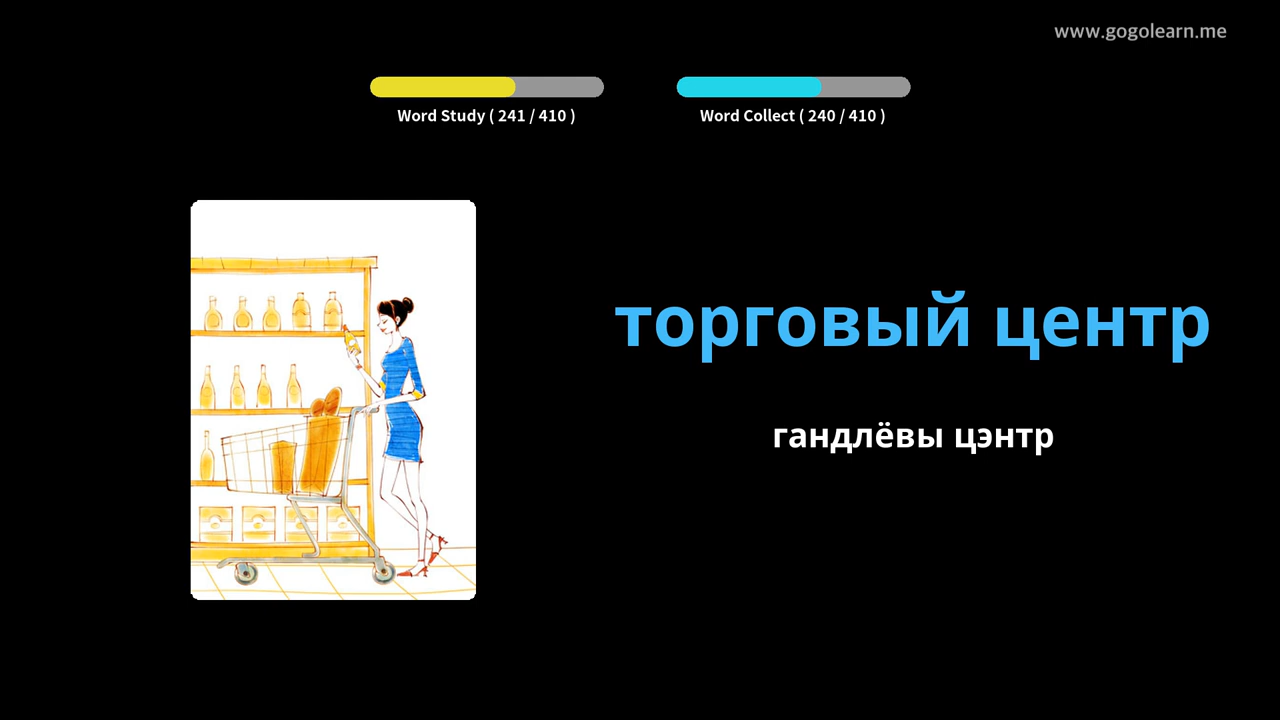 www.gogolearn.me
Word Study ( 241 / 410 )
Word Collect ( 240 / 410 )
торговый центр
гандлёвы цэнтр